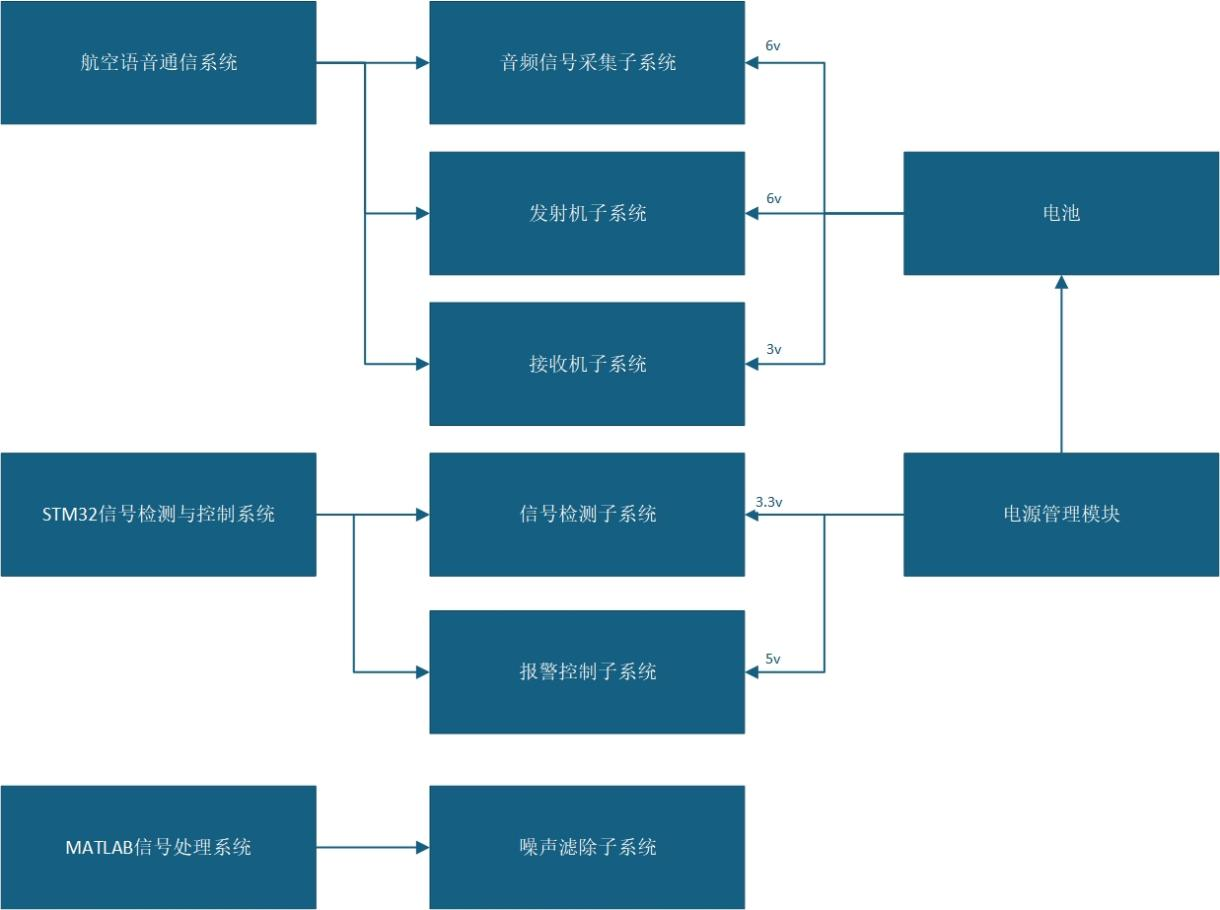 航空语音通信系统
音频信号采集子系统
6v
发射机子系统
6v
电池
接收机子系统
3v
STM32信号检测与控制系统
信号检测子系统
3.3v
电源管理模块
报警控制子系统
5v
MATLAB信号处理系统
噪声滤除子系统